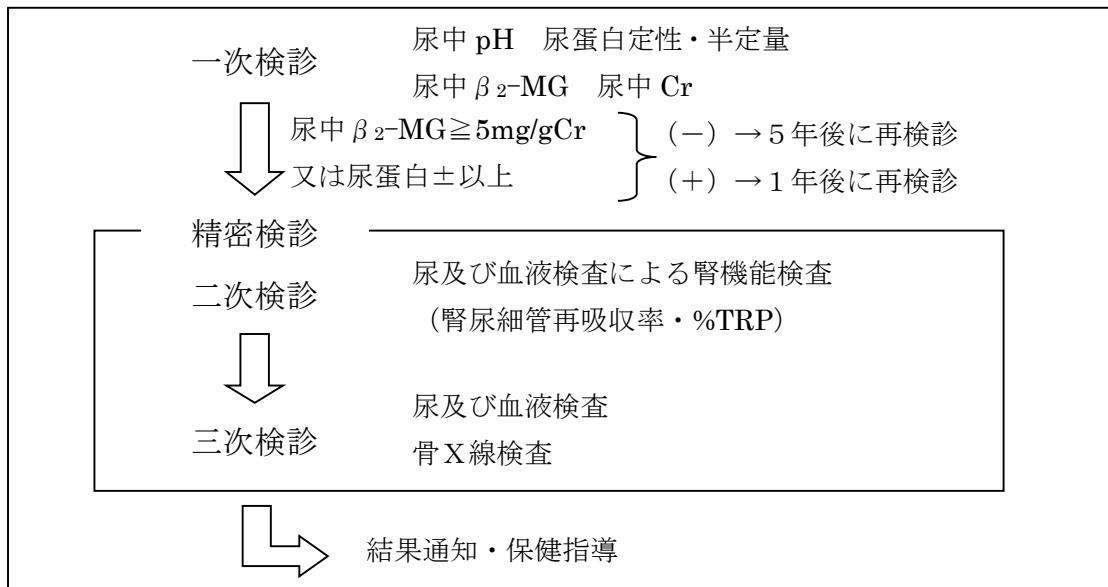 一次検診
尿中 pH　尿蛋白定性・半定量
尿中β2-MG　尿中 Cr
尿中β2-MG≧5mg/gCr
又は尿蛋白±以上
（－）→５年後に再検診
（＋）→１年後に再検診
精密検診
二次検診
尿及び血液検査による腎機能検査
（腎尿細管再吸収率・%TRP）
三次検診
尿及び血液検査
骨Ｘ線検査
結果通知・保健指導